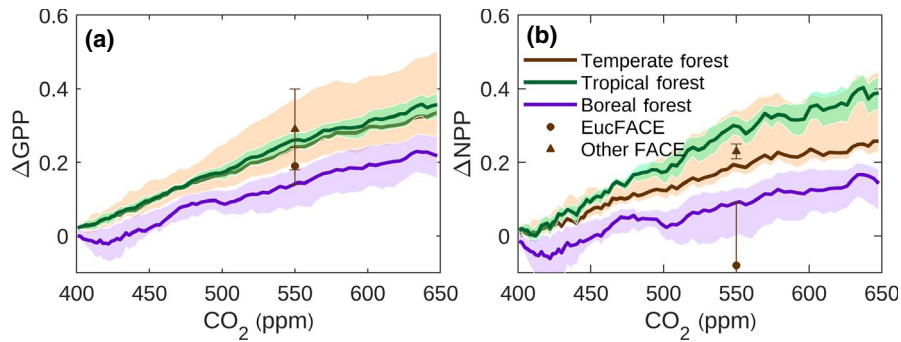 (a)
0.6
0.4
0.2
0
ΔGPP
400 450 500 550 600 650
CO2 (ppm)
(b)
0.6
0.4
0.2
0
ΔNPP
Temperate forest
Tropical forest
Boreal forest
EucFACE
Other FACE
400 450 500 550 600 650
CO2 (ppm)